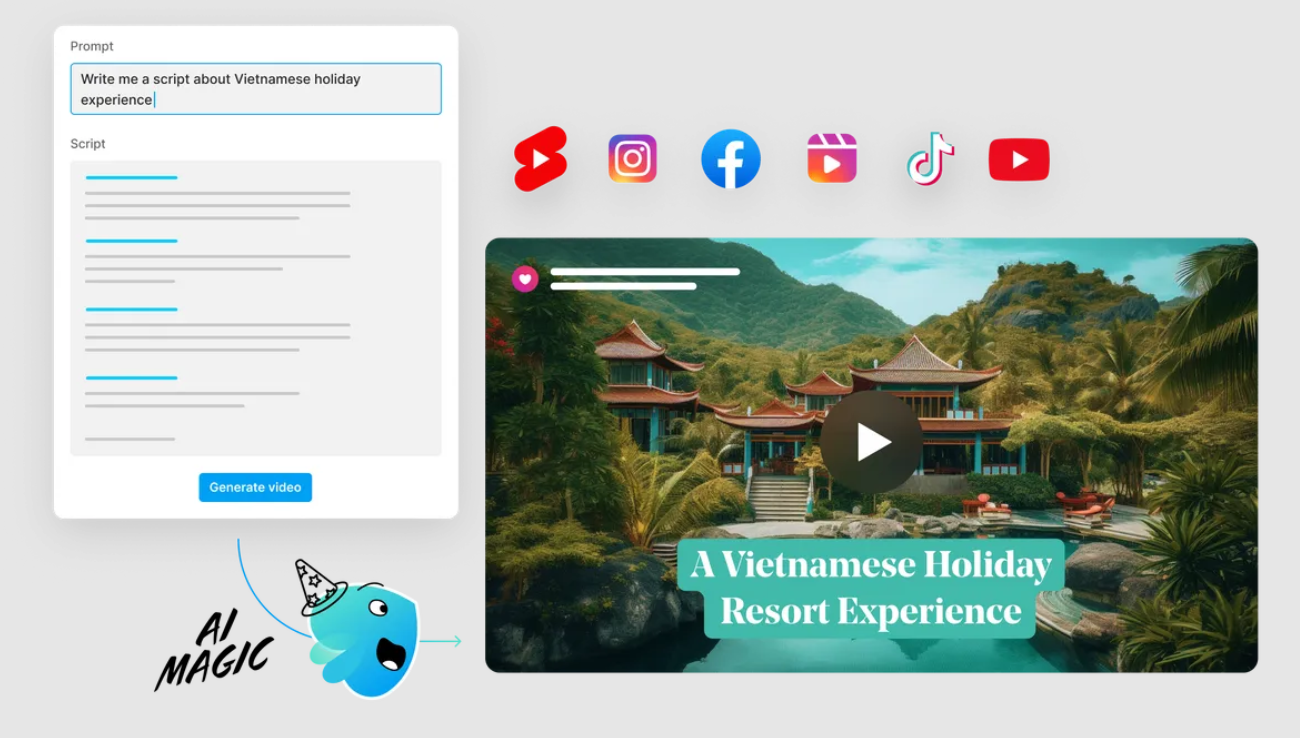 Prompt
Write me a script about Vietnamese holiday
experience
Script
Generate video
AI
MAGIC
A Vietnamese Holiday
Resort Experience